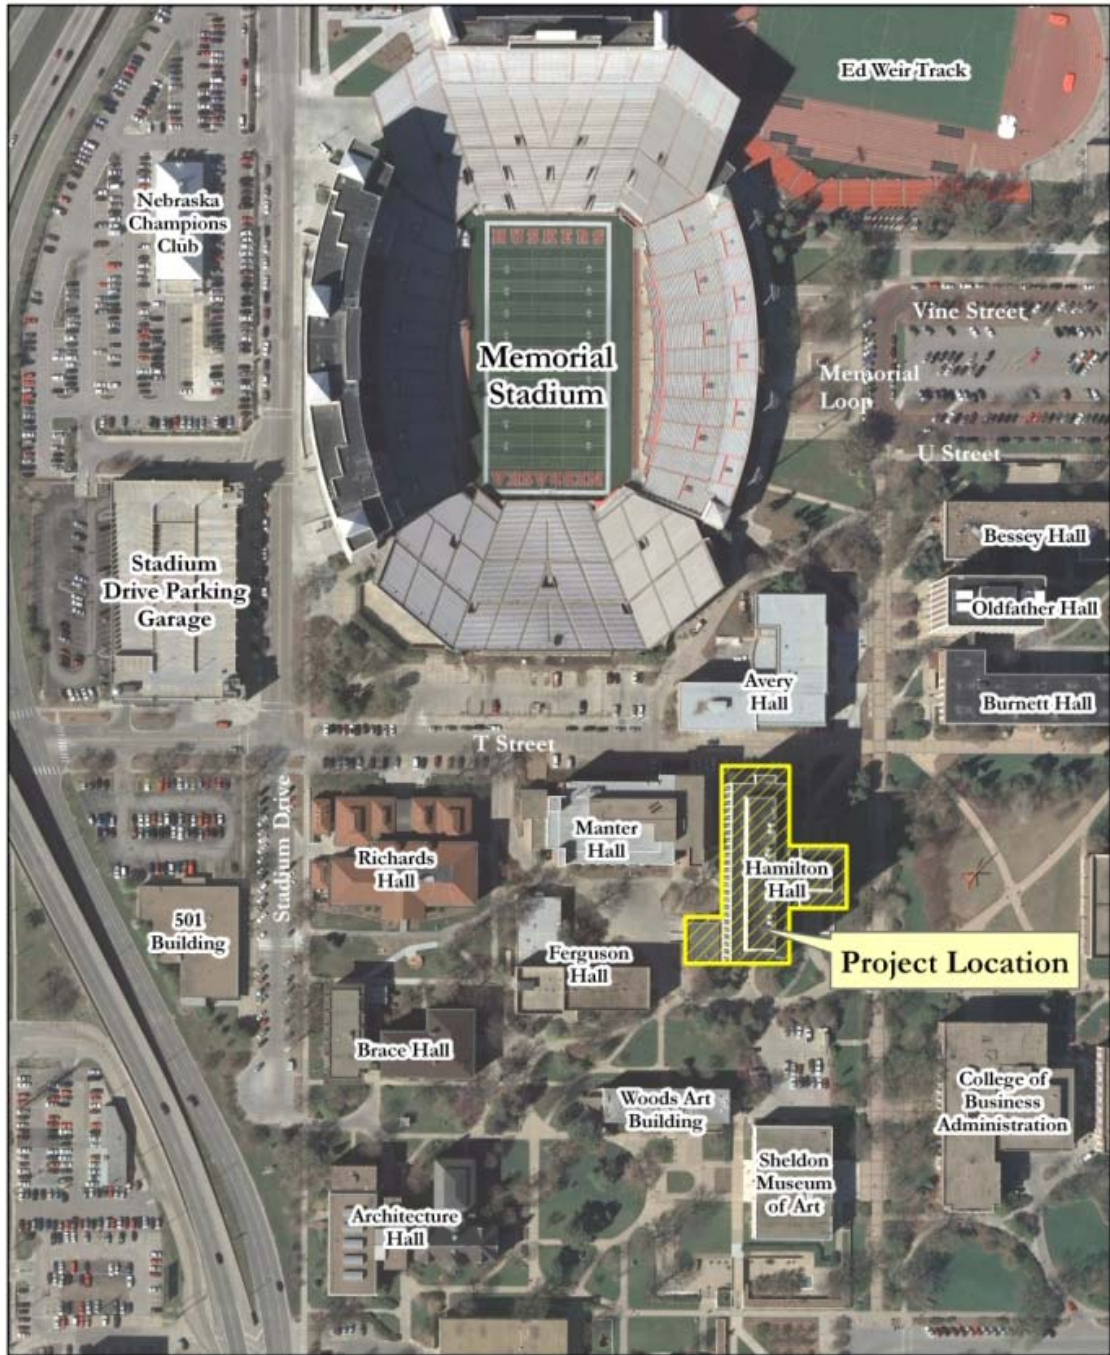 Ed Weir Track
Nebraska
Champions
Club
HUSKERS
Vine Street
Memorial
Stadium
Memorial
Loop
U Street
NEBRASKA
Bessey Hall
Stadium
Drive Parking
Garage
Oldfather Hall
Avery
Hall
Burnett Hall
T Street
Stadium Drive
Manter
Hall
Richards
Hall
Hamilton
Hall
501
Building
Ferguson
Hall
Project Location
Brace Hall
College of
Business
Administration
Woods Art
Building
Sheldon
Museum
of Art
Architecture
Hall